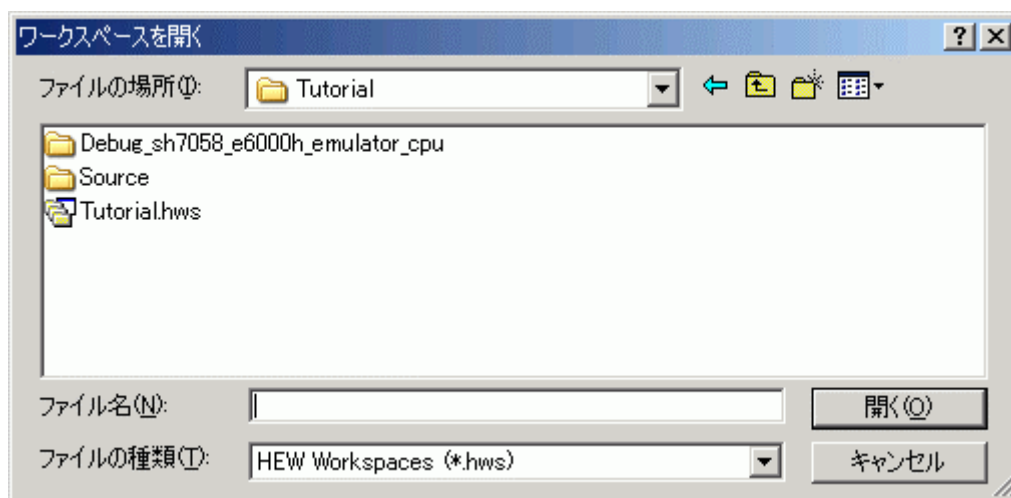 ワークスペースを開く
ファイルの場所(I): Tutorial
Debug_sh7058_e6000h_emulator_cpu
Source
Tutorial.hws
ファイル名(N): 開く(O)
ファイルの種類(T): HEW Workspaces (*.hws) キャンセル